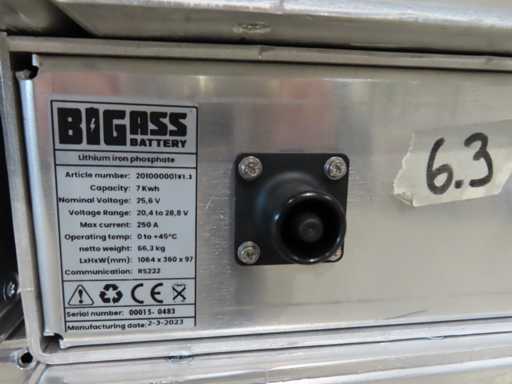 BIGASS
BATTERY
Lithium iron phosphate
Article number: 201000001V1.3
Capacity: 7 Kwh
Nominal Voltage: 25,6 V
Voltage Range: 20,4 to 28,8 V
Max current: 250 A
Operating temp: 0 to +45°C
netto weight: 66,3 kg
LxHxW(mm): 1064 x 360 x 97
Communication: RS232
CE
Serial number: 00015-0483
Manufacturing date: 2-3-2023
6.3